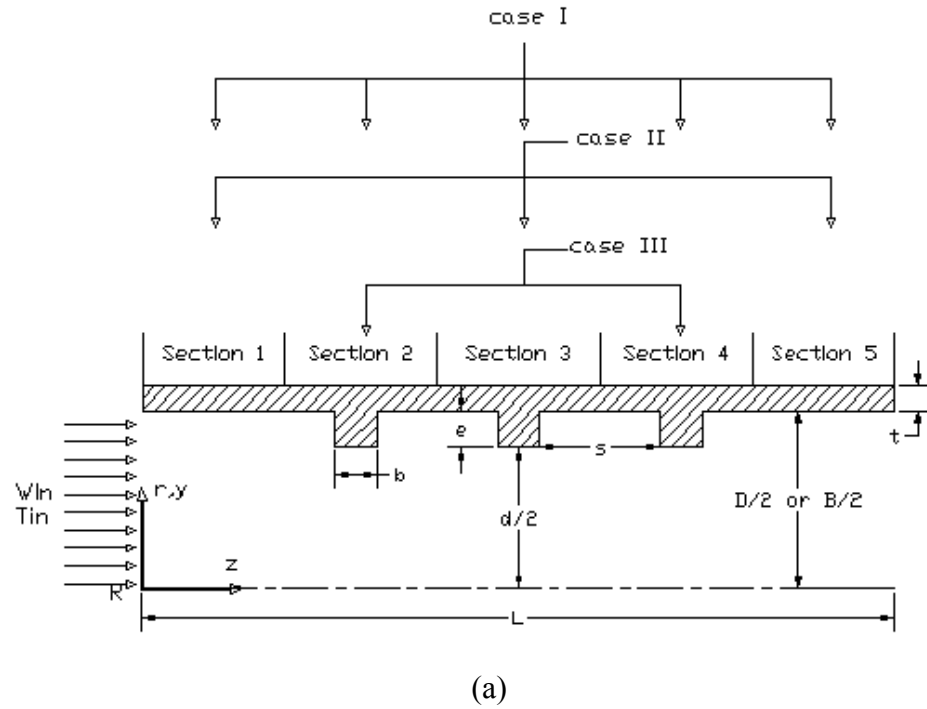 case I
case II
case III
Section 1 Section 2 Section 3 Section 4 Section 5
e
t
s
b
WIn
TIn
r,y
d/2
D/2 or B/2
z
R
L
(a)